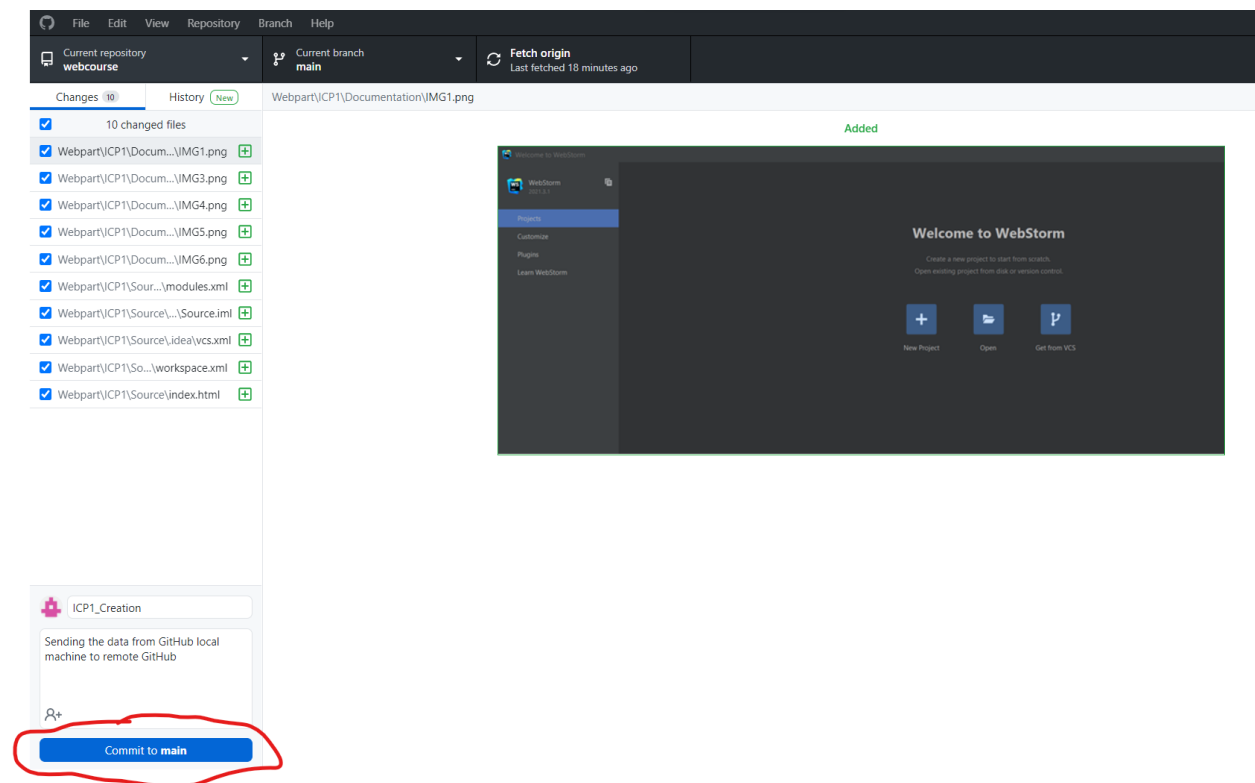 File Edit View Repository Branch Help
Current repository
webcourse
Current branch
main
Fetch origin
Last fetched 18 minutes ago
Changes 10 History New
Webpart\ICP1\Documentation\IMG1.png
10 changed files
Webpart\ICP1\Docum...\IMG1.png
Webpart\ICP1\Docum...\IMG3.png
Webpart\ICP1\Docum...\IMG4.png
Webpart\ICP1\Docum...\IMG5.png
Webpart\ICP1\Docum...\IMG6.png
Webpart\ICP1\Sour...\modules.xml
Webpart\ICP1\Source\...\Source.iml
Webpart\ICP1\Source\.idea\vcs.xml
Webpart\ICP1\So...\workspace.xml
Webpart\ICP1\Source\index.html
Added
Welcome to WebStorm
WS
WebStorm
2021.3.1
Projects
Customize
Plugins
Learn WebStorm
Welcome to WebStorm
Create a new project to start from scratch.
Open existing project from disk or version control.
New Project Open Get from VCS
ICP1_Creation
Sending the data from GitHub local
machine to remote GitHub
Commit to main